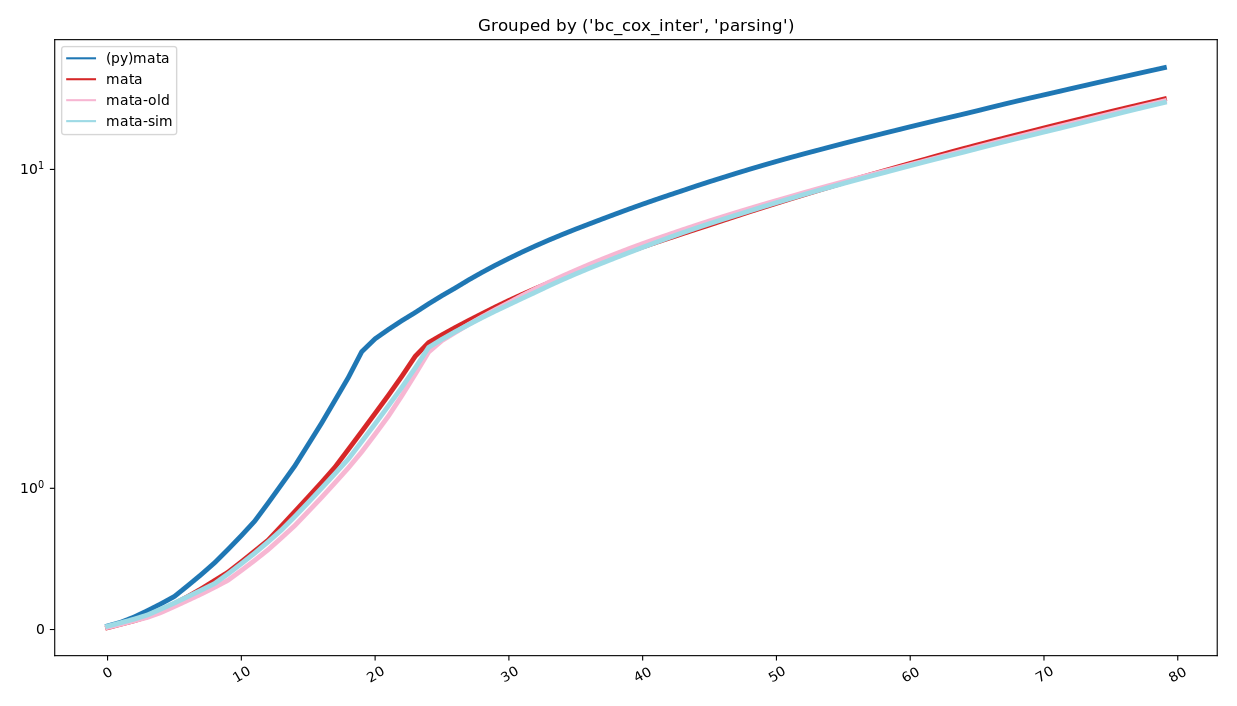 Grouped by ('bc_cox_inter', 'parsing')
(py)mata
mata
mata-old
mata-sim
10¹
10⁰
0
0 10 20 30 40 50 60 70 80